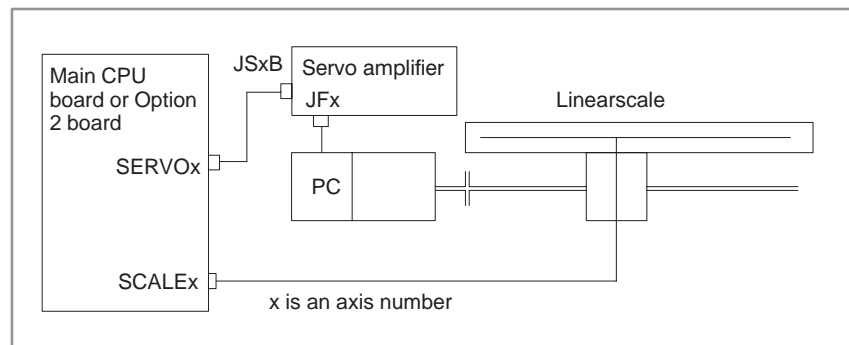 Main CPU
board or Option
2 board
JSxB
Servo amplifier
JFx
Linearscale
SERVOx
PC
SCALEx
x is an axis number